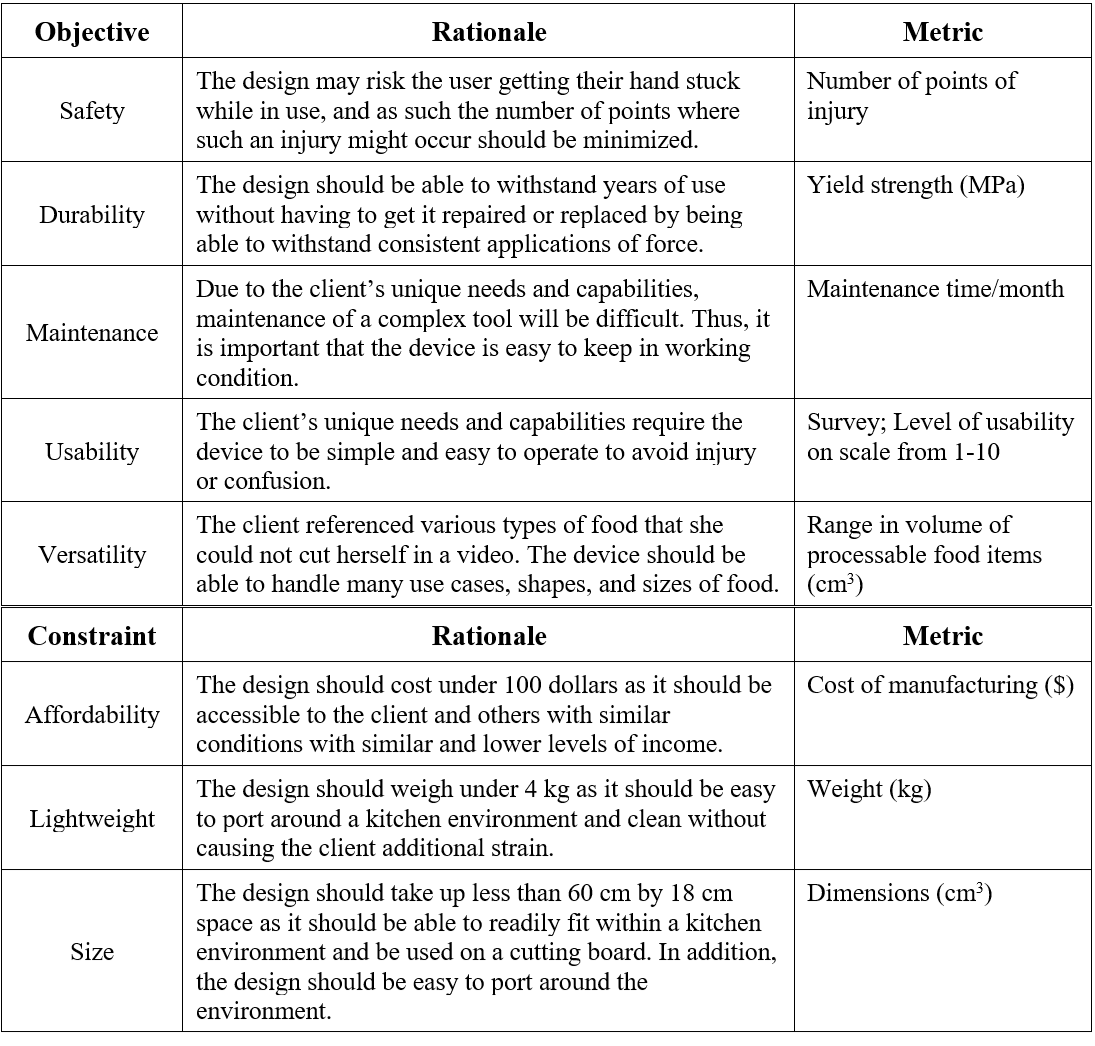 Objective
Rationale
Metric
Safety
The design may risk the user getting their hand stuck
while in use, and as such the number of points where
such an injury might occur should be minimized.
Number of points of
injury
Durability
The design should be able to withstand years of use
without having to get it repaired or replaced by being
able to withstand consistent applications of force.
Yield strength (MPa)
Maintenance
Due to the client’s unique needs and capabilities,
maintenance of a complex tool will be difficult. Thus, it
is important that the device is easy to keep in working
condition.
Maintenance time/month
Usability
The client’s unique needs and capabilities require the
device to be simple and easy to operate to avoid injury
or confusion.
Survey; Level of usability
on scale from 1-10
Versatility
The client referenced various types of food that she
could not cut herself in a video. The device should be
able to handle many use cases, shapes, and sizes of food.
Range in volume of
processable food items
(cm³)
Constraint
Rationale
Metric
Affordability
The design should cost under 100 dollars as it should be
accessible to the client and others with similar
conditions with similar and lower levels of income.
Cost of manufacturing ($)
Lightweight
The design should weigh under 4 kg as it should be easy
to port around a kitchen environment and clean without
causing the client additional strain.
Weight (kg)
Size
The design should take up less than 60 cm by 18 cm
space as it should be able to readily fit within a kitchen
environment and be used on a cutting board. In addition,
the design should be easy to port around the
environment.
Dimensions (cm³)